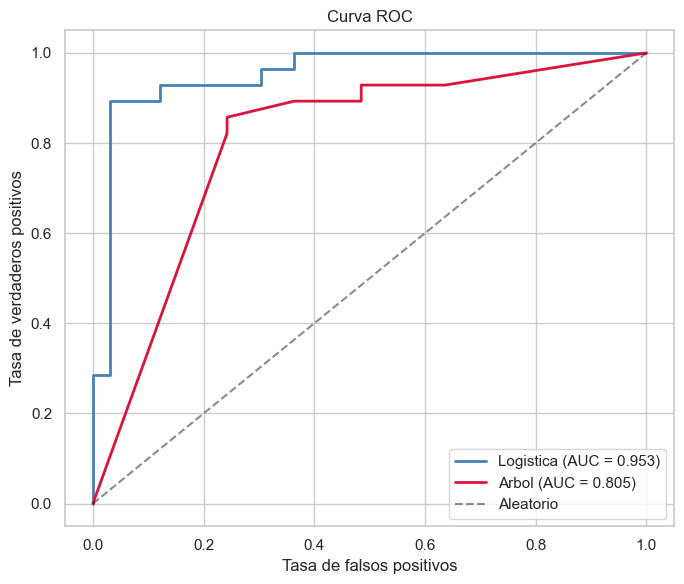 Curva ROC
Tasa de verdaderos positivos
1.0
0.8
0.6
0.4
0.2
0.0
0.0 0.2 0.4 0.6 0.8 1.0
Tasa de falsos positivos
Logistica (AUC = 0.953)
Arbol (AUC = 0.805)
Aleatorio